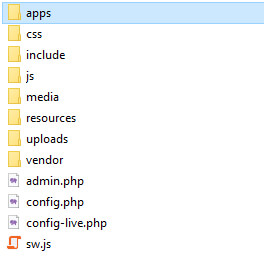 apps
css
include
js
media
resources
uploads
vendor
admin.php
config.php
config-live.php
sw.js